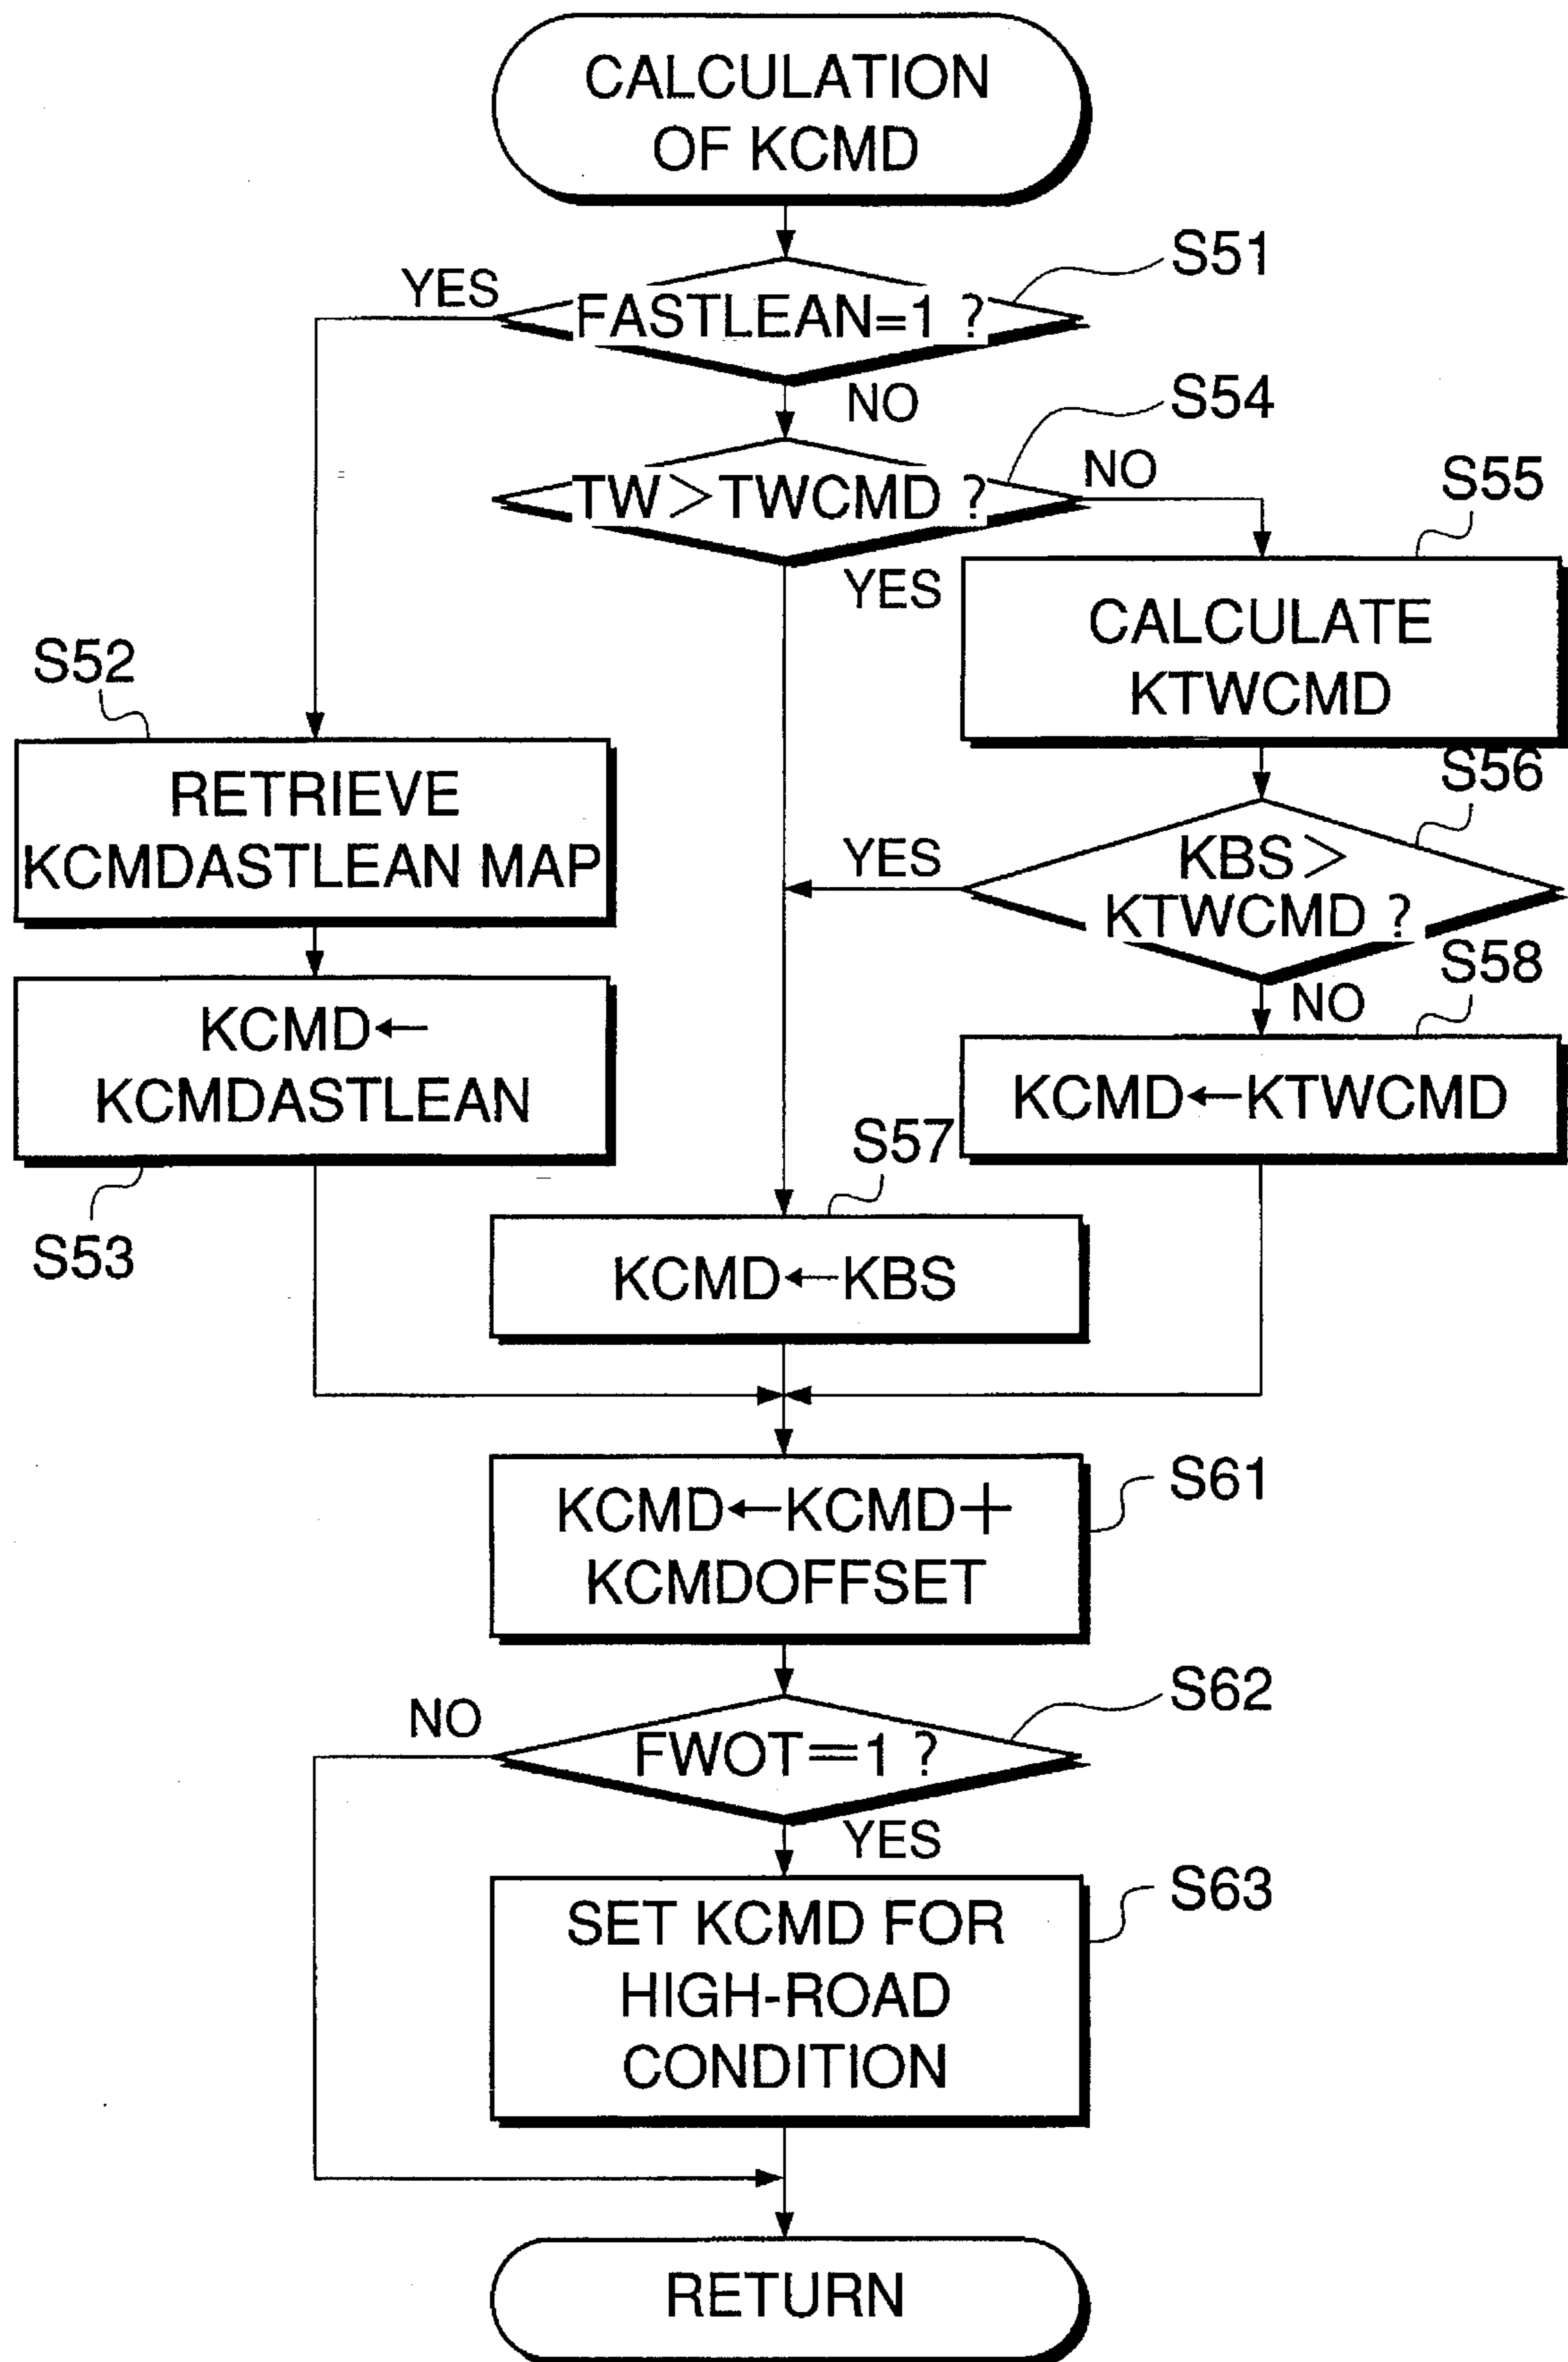 CALCULATION
OF KCMD
S51
YES
FASTLEAN=1 ?
NO
S54
TW>TWCMD ?
NO
S55
YES
CALCULATE
KTWCMD
S52
RETRIEVE
KCMDASTLEAN MAP
S56
YES
KBS>
KTWCMD ?
S58
NO
KCMD←
KCMDASTLEAN
KCMD←KTWCMD
S53
S57
KCMD←KBS
S61
KCMD←KCMD+
KCMDOFFSET
S62
NO
FWOT=1 ?
YES
S63
SET KCMD FOR
HIGH-ROAD
CONDITION
RETURN